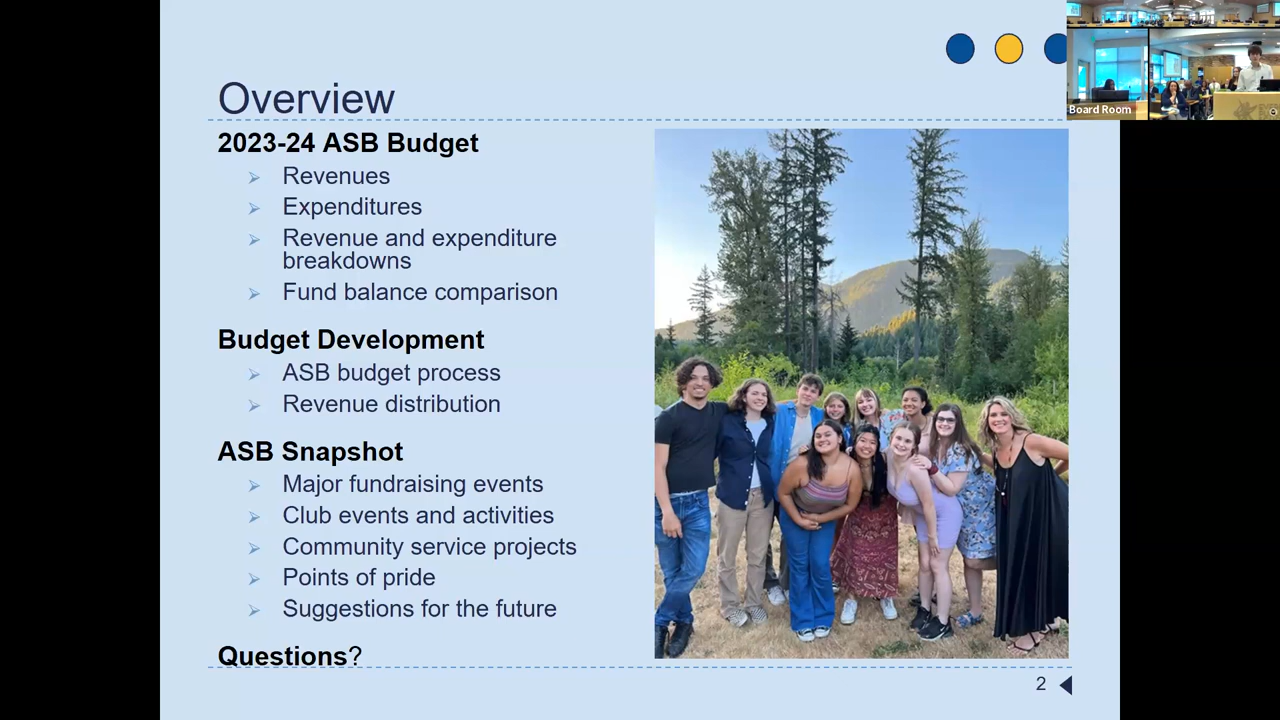 Overview
2023-24 ASB Budget
Revenues
Expenditures
Revenue and expenditure
breakdowns
Fund balance comparison
Budget Development
ASB budget process
Revenue distribution
ASB Snapshot
Major fundraising events
Club events and activities
Community service projects
Points of pride
Suggestions for the future
Questions?
2
Board Room